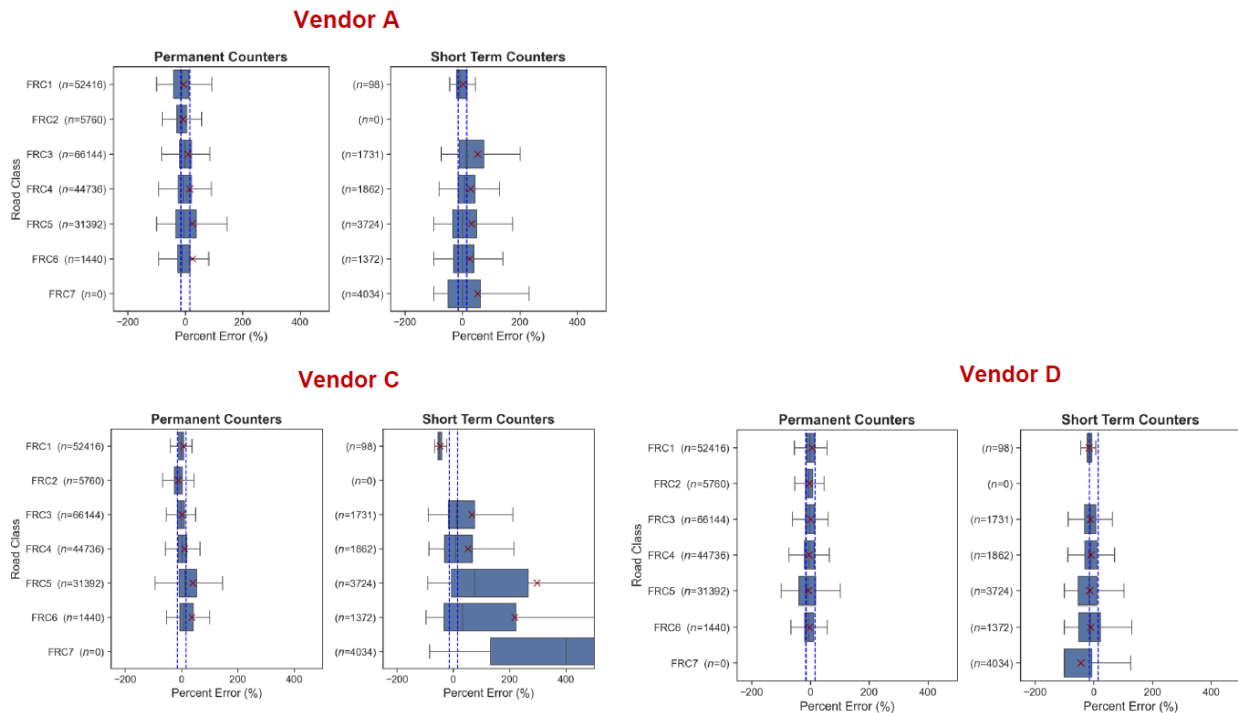 Vendor A
Permanent Counters
Short Term Counters
Road Class
FRC1 (n=52416)
FRC2 (n=5760)
FRC3 (n=66144)
FRC4 (n=44736)
FRC5 (n=31392)
FRC6 (n=1440)
FRC7 (n=0)
(n=98)
(n=0)
(n=1731)
(n=1862)
(n=3724)
(n=1372)
(n=4034)
−200 0 200 400
−200 0 200 400
Percent Error (%)
Percent Error (%)
Vendor C
Permanent Counters
Short Term Counters
Road Class
FRC1 (n=52416)
FRC2 (n=5760)
FRC3 (n=66144)
FRC4 (n=44736)
FRC5 (n=31392)
FRC6 (n=1440)
FRC7 (n=0)
(n=98)
(n=0)
(n=1731)
(n=1862)
(n=3724)
(n=1372)
(n=4034)
−200 0 200 400
−200 0 200 400
Percent Error (%)
Percent Error (%)
Vendor D
Permanent Counters
Short Term Counters
Road Class
FRC1 (n=52416)
FRC2 (n=5760)
FRC3 (n=66144)
FRC4 (n=44736)
FRC5 (n=31392)
FRC6 (n=1440)
FRC7 (n=0)
(n=98)
(n=0)
(n=1731)
(n=1862)
(n=3724)
(n=1372)
(n=4034)
−200 0 200 400
−200 0 200 400
Percent Error (%)
Percent Error (%)